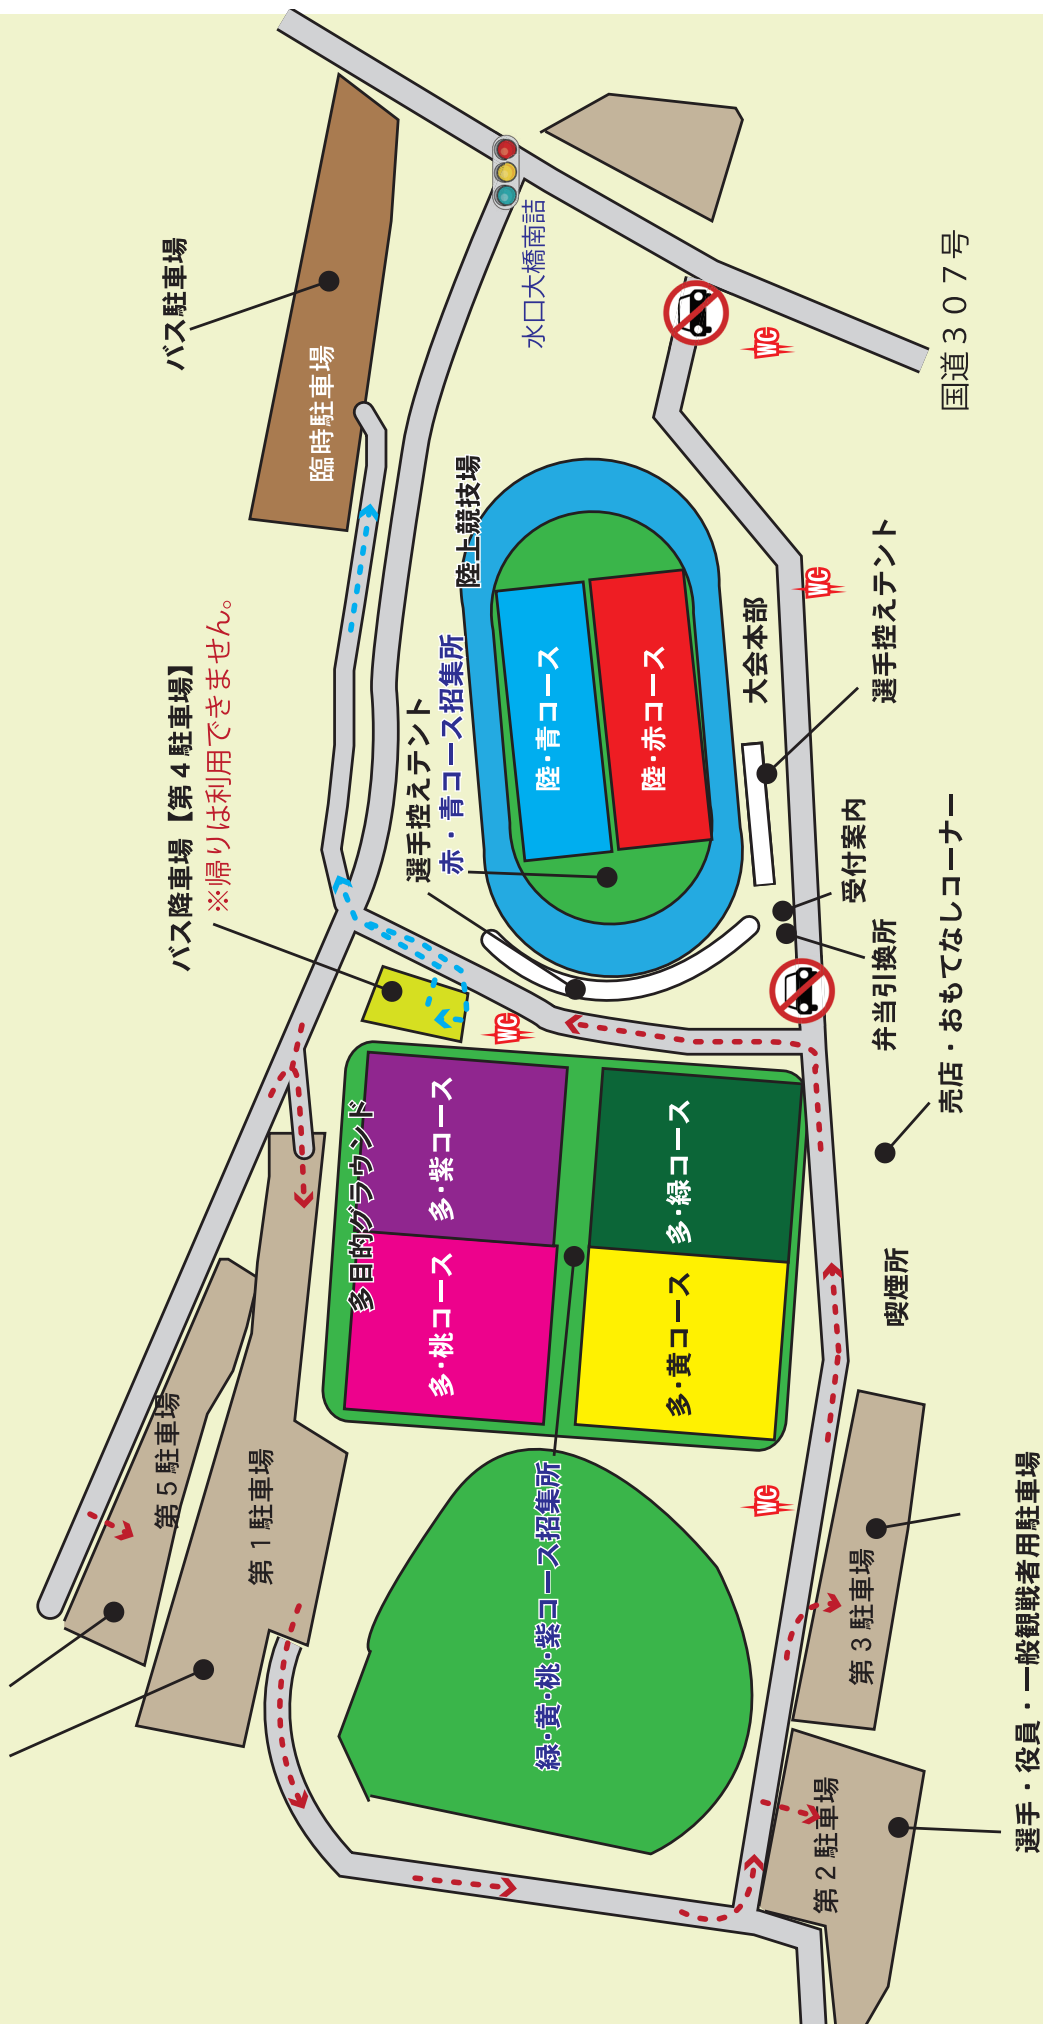 バス駐車場
臨時駐車場
水口大橋南詰
国道３０７号
WC
陸上競技場
バス降車場【第４駐車場】
※帰りは利用できません。
選手控えテント
赤・青コース招集所
陸・青コース
陸・赤コース
大会本部
WC
選手控えテント
受付案内
弁当引換所
売店・おもてなしコーナー
WC
多目的グラウンド
多・紫コース
多・緑コース
多・桃コース
多・黄コース
喫煙所
第５駐車場
第１駐車場
緑・黄・桃・紫コース招集所
WC
第３駐車場
第２駐車場
選手・役員・一般観戦者用駐車場